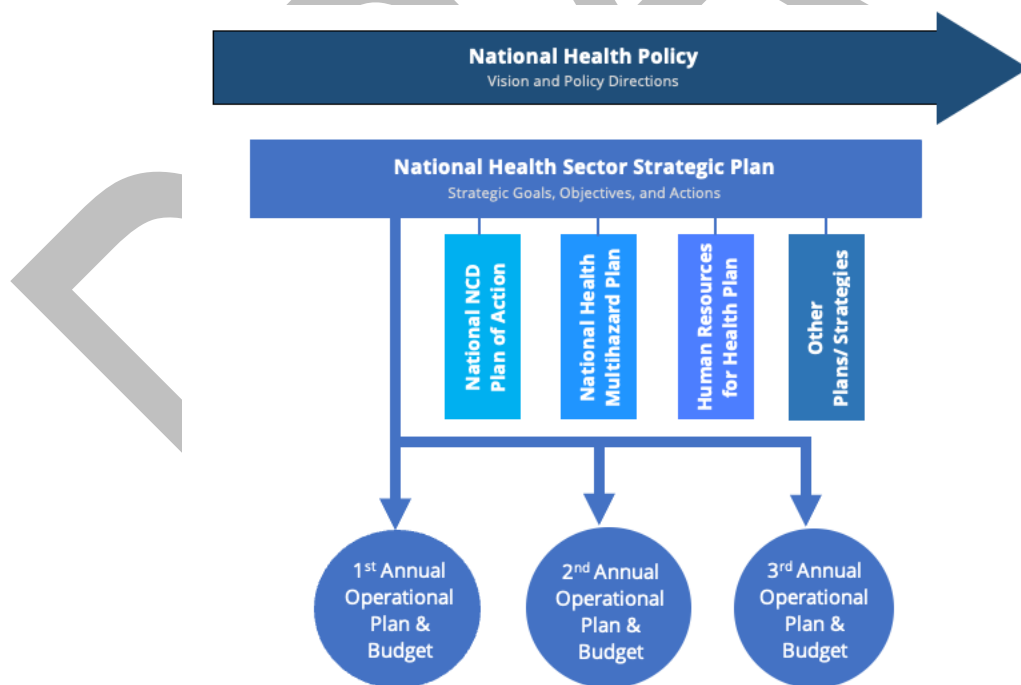 National Health Policy
Vision and Policy Directions
National Health Sector Strategic Plan
Strategic Goals, Objectives, and Actions
National NCD
Plan of Action
National Health
Multihazard Plan
Human Resources
for Health Plan
Other
Plans/ Strategies
1st Annual
Operational
Plan &
Budget
2nd Annual
Operational
Plan &
Budget
3rd Annual
Operational
Plan &
Budget